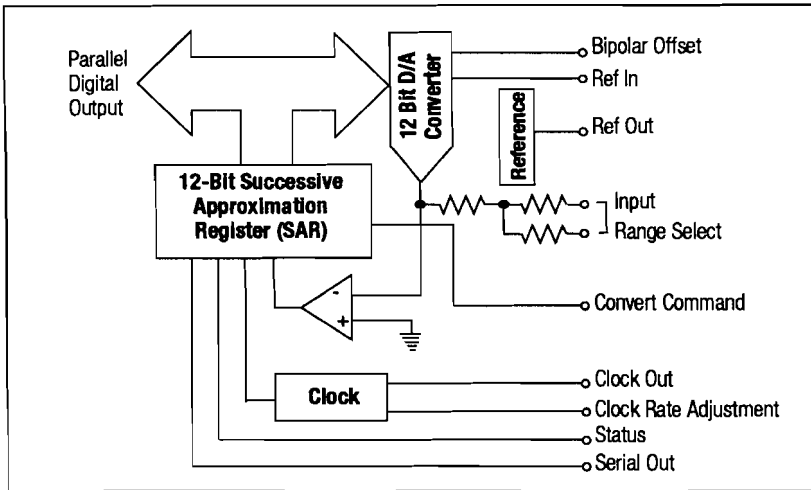 Parallel
Digital
Output
12 Bit D/A
Converter
Bipolar Offset
Ref In
Reference
Ref Out
12-Bit Successive
Approximation
Register (SAR)
Input
Range Select
-
+
Convert Command
Clock
Clock Out
Clock Rate Adjustment
Status
Serial Out